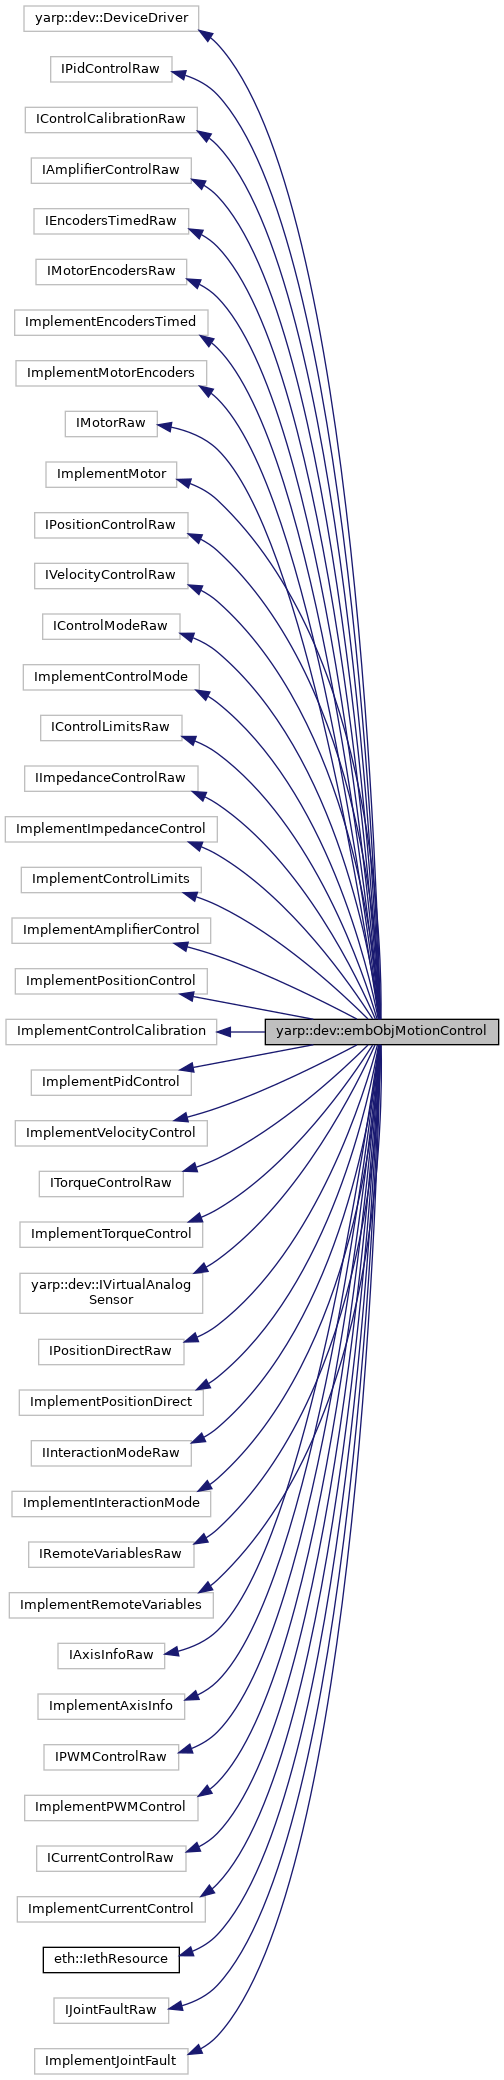 yarp::dev::DeviceDriver
IPidControlRaw
IControlCalibrationRaw
IAmplifierControlRaw
IEncodersTimedRaw
IMotorEncodersRaw
ImplementEncodersTimed
ImplementMotorEncoders
IMotorRaw
ImplementMotor
IPositionControlRaw
IVelocityControlRaw
IControlModeRaw
ImplementControlMode
IControlLimitsRaw
IImpedanceControlRaw
ImplementImpedanceControl
ImplementControlLimits
ImplementAmplifierControl
ImplementPositionControl
ImplementControlCalibration
yarp::dev::embObjMotionControl
ImplementPidControl
ImplementVelocityControl
ITorqueControlRaw
ImplementTorqueControl
yarp::dev::IVirtualAnalog
Sensor
IPositionDirectRaw
ImplementPositionDirect
IInteractionModeRaw
ImplementInteractionMode
IRemoteVariablesRaw
ImplementRemoteVariables
IAxisInfoRaw
ImplementAxisInfo
IPWMControlRaw
ImplementPWMControl
ICurrentControlRaw
ImplementCurrentControl
eth::IethResource
IJointFaultRaw
ImplementJointFault